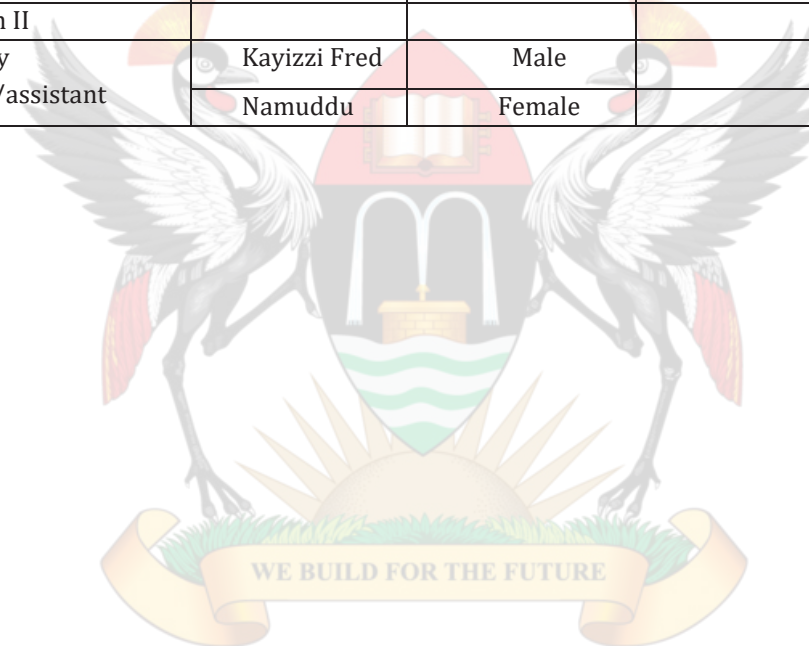 II
Kayizzi Fred Male
/assistant
Namuddu Female
WE BUILD FOR THE FUTURE